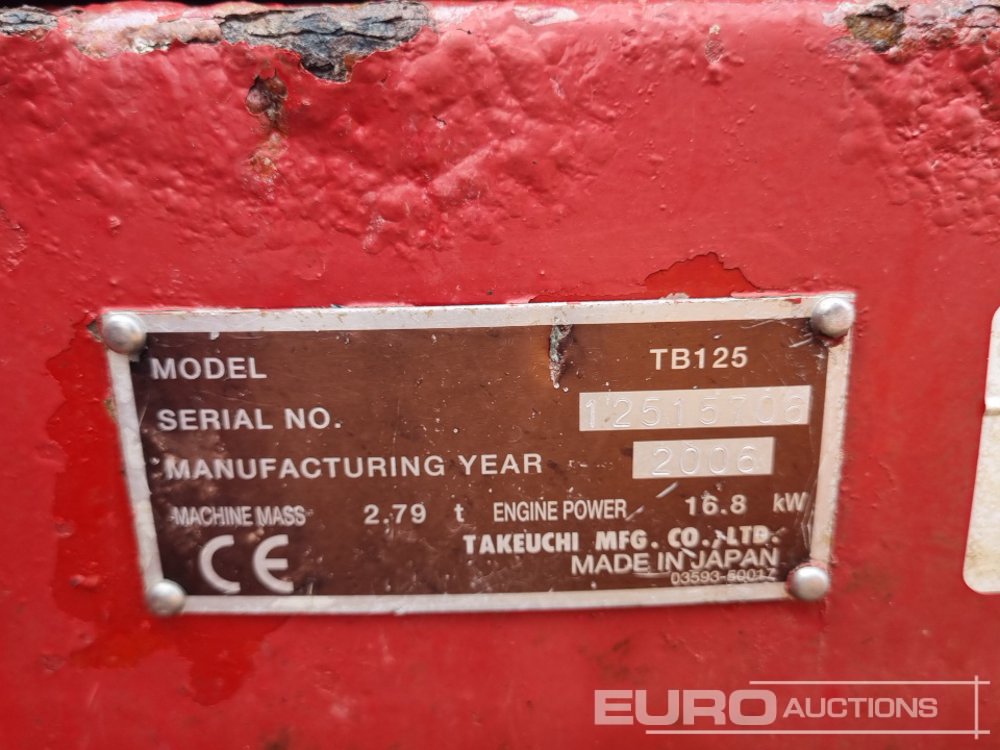 MODEL TB125
SERIAL NO. 12515706
MANUFACTURING YEAR 2006
MACHINE MASS 2.79 t ENGINE POWER 16.8 kW
TAKEUCHI MFG. CO., LTD.
CE MADE IN JAPAN
03593-60017
EURO AUCTIONS